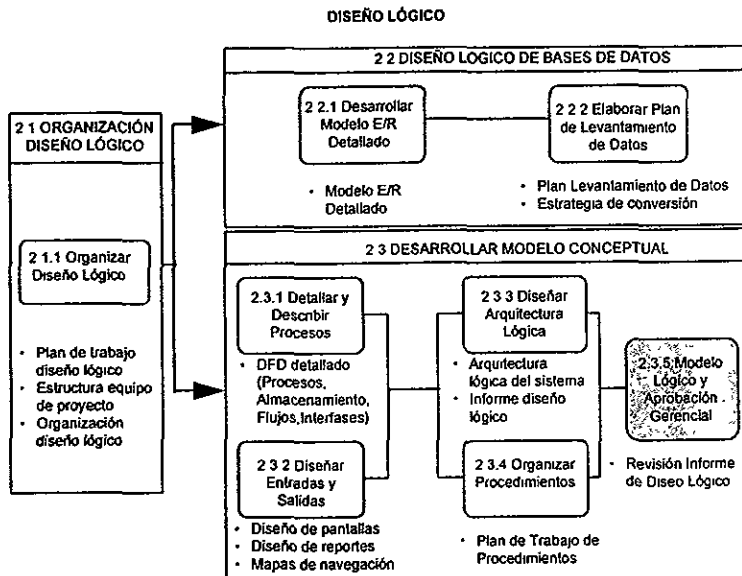 DISEÑO LÓGICO
2 1 ORGANIZACIÓN
DISEÑO LÓGICO
2 1.1 Organizar
Diseño Lógico
• Plan de trabajo
diseño lógico
• Estructura equipo
de proyecto
• Organización
diseño lógico
2 2 DISEÑO LOGICO DE BASES DE DATOS
2 2.1 Desarrollar
Modelo E/R
Detallado
• Modelo E/R
Detallado
2 2 2 Elaborar Plan
de Levantamiento
de Datos
• Plan Levantamiento de Datos
• Estrategia de conversión
2 3 DESARROLLAR MODELO CONCEPTUAL
2.3.1 Detallar y
Describir
Procesos
• DFD detallado
(Procesos,
Almacenamiento,
Flujos,Interfases)
2 3 2 Diseñar
Entradas y
Salidas
• Diseño de pantallas
• Diseño de reportes
• Mapas de navegación
2 3 3 Diseñar
Arquitectura
Lógica
• Arquitectura
lógica del sistema
• Informe diseño
lógico
2.3.4 Organizar
Procedimientos
• Plan de Trabajo de
Procedimientos
2.3.5 Modelo
Lógico y
Aprobación
Gerencial
• Revisión Informe
de Diseo Lógico